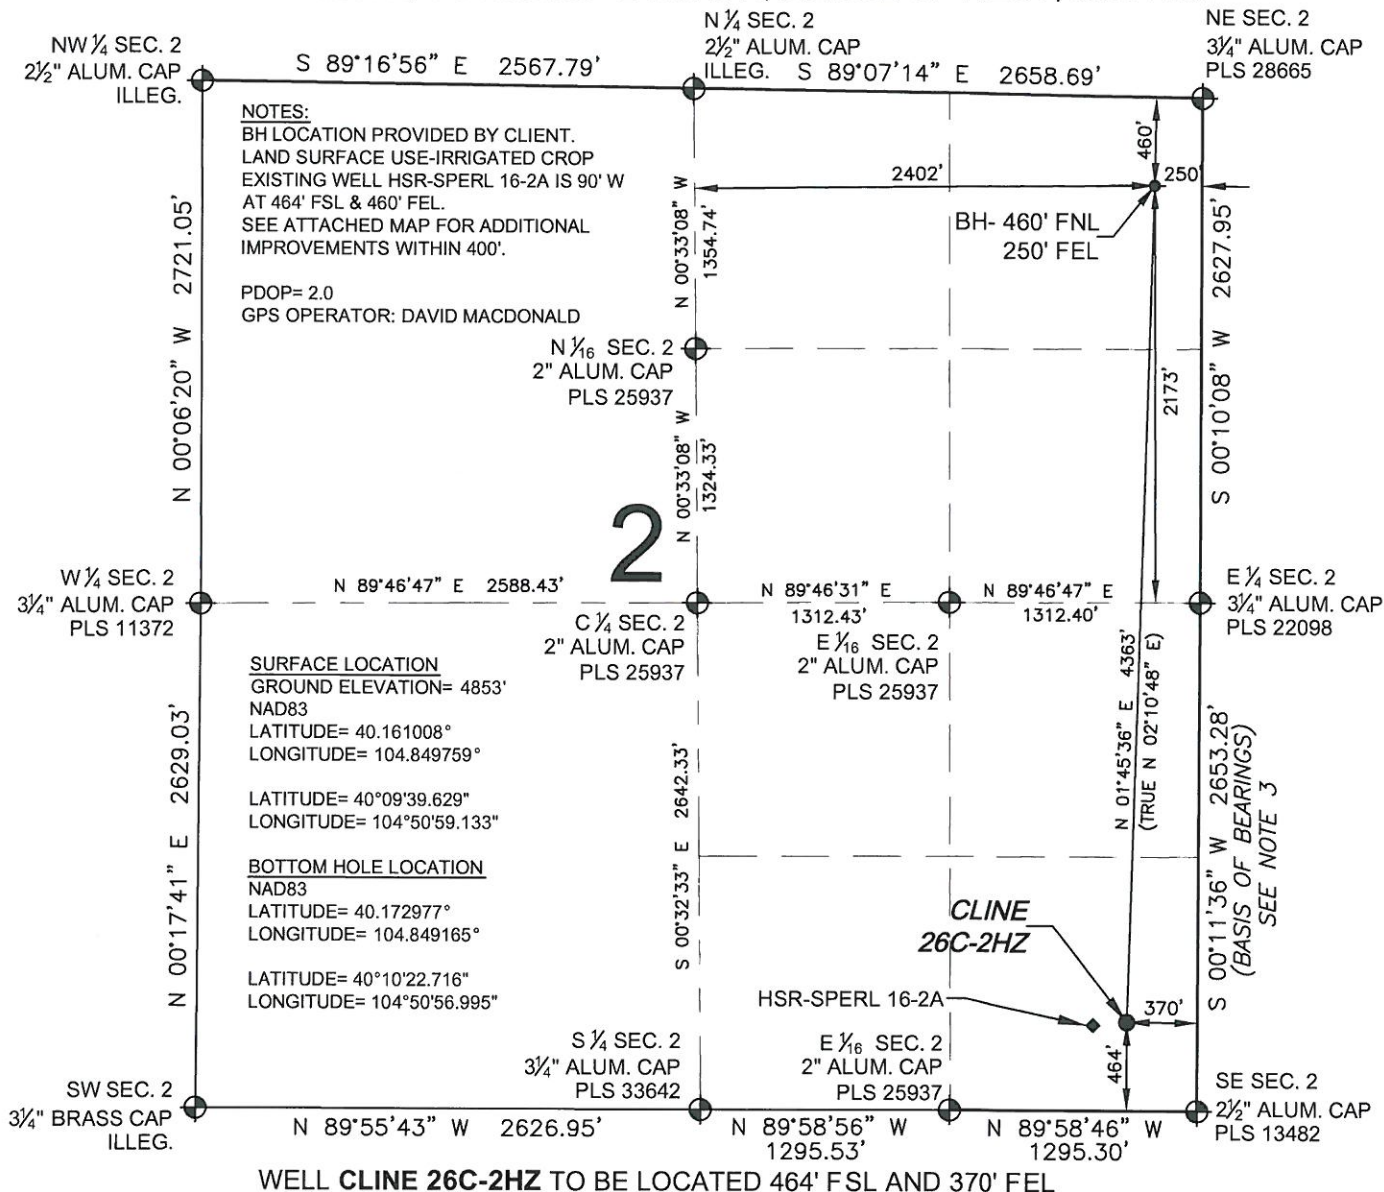 NW ¼ SEC. 2
2½" ALUM. CAP
ILLEG.
S 89°16'56" E 2567.79'
N ¼ SEC. 2
2½" ALUM. CAP
ILLEG.
S 89°07'14" E 2658.69'
NE SEC. 2
3¼" ALUM. CAP
PLS 28665
NOTES:
BH LOCATION PROVIDED BY CLIENT.
LAND SURFACE USE-IRRIGATED CROP
EXISTING WELL HSR-SPERL 16-2A IS 90' W
AT 464' FSL & 460' FEL.
SEE ATTACHED MAP FOR ADDITIONAL
IMPROVEMENTS WITHIN 400'.
PDOP= 2.0
GPS OPERATOR: DAVID MACDONALD
N 00°06'20" W 2721.05'
N 00°33'08" W
1354.74'
2402'
460'
250'
BH- 460' FNL
250' FEL
S 00°10'08" W 2627.95'
2173'
N 1⁄16 SEC. 2
2" ALUM. CAP
PLS 25937
N 00°33'08" W
1324.33'
2
W ¼ SEC. 2
3¼" ALUM. CAP
PLS 11372
N 89°46'47" E 2588.43'
C ¼ SEC. 2
2" ALUM. CAP
PLS 25937
N 89°46'31" E
1312.43'
E 1⁄16 SEC. 2
2" ALUM. CAP
PLS 25937
N 89°46'47" E
1312.40'
E ¼ SEC. 2
3¼" ALUM. CAP
PLS 22098
SURFACE LOCATION
GROUND ELEVATION= 4853'
NAD83
LATITUDE= 40.161008°
LONGITUDE= 104.849759°
LATITUDE= 40°09'39.629"
LONGITUDE= 104°50'59.133"
BOTTOM HOLE LOCATION
NAD83
LATITUDE= 40.172977°
LONGITUDE= 104.849165°
LATITUDE= 40°10'22.716"
LONGITUDE= 104°50'56.995"
N 00°17'41" E 2629.03'
S 00°32'33" E 2642.33'
N 01°45'36" E 4363'
(TRUE N 02°10'48" E)
S 00°11'36" W 2653.28'
(BASIS OF BEARINGS)
SEE NOTE 3
CLINE
26C-2HZ
HSR-SPERL 16-2A
370'
464'
SW SEC. 2
3¼" BRASS CAP
ILLEG.
N 89°55'43" W 2626.95'
S ¼ SEC. 2
3¼" ALUM. CAP
PLS 33642
N 89°58'56" W
1295.53'
E 1⁄16 SEC. 2
2" ALUM. CAP
PLS 25937
N 89°58'46" W
1295.30'
SE SEC. 2
2½" ALUM. CAP
PLS 13482
WELL CLINE 26C-2HZ TO BE LOCATED 464' FSL AND 370' FEL